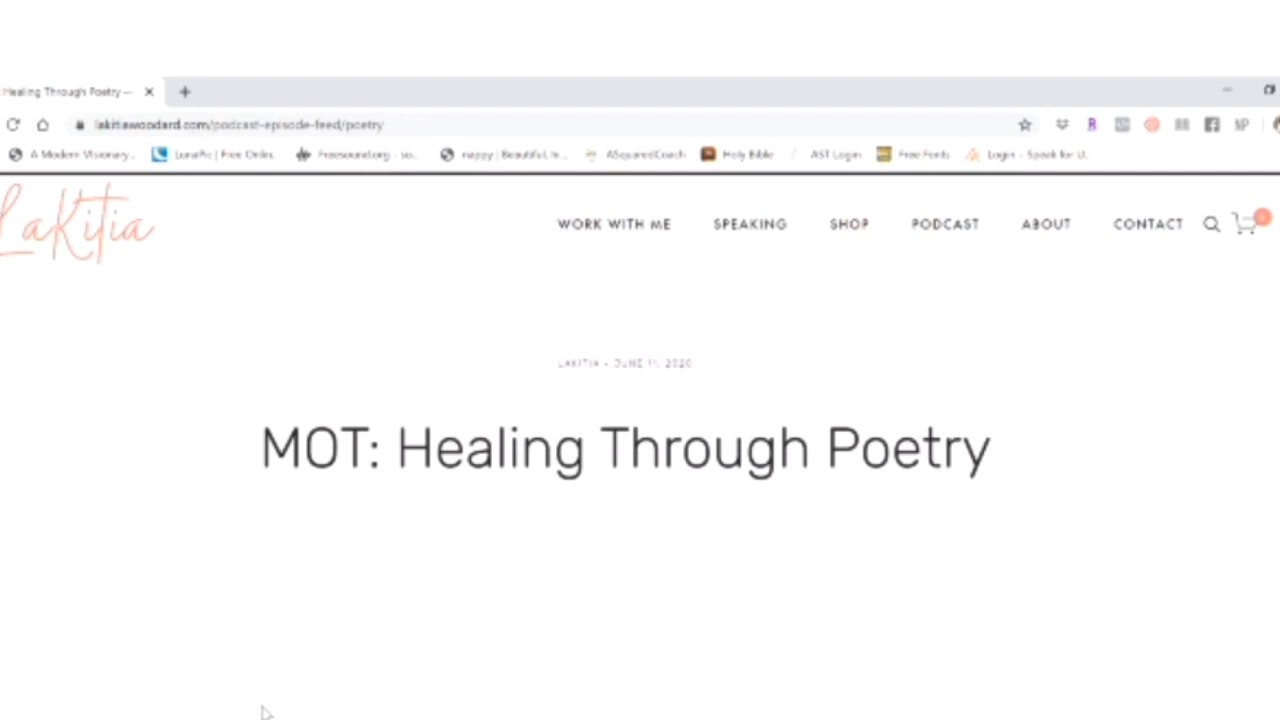 Healing Through Poetry —
lakitiawoodard.com/podcast-episode-feed/poetry
A Modern Visionary...
LunaPic | Free Onlin...
Freesound.org - so...
nappy | Beautiful, hi...
ASquaredCoach
Holy Bible
AST Login
Free Fonts
Login - Speak for U...
LaKitia
WORK WITH ME
SPEAKING
SHOP
PODCAST
ABOUT
CONTACT
LAKITIA • JUNE 11, 2020
MOT: Healing Through Poetry